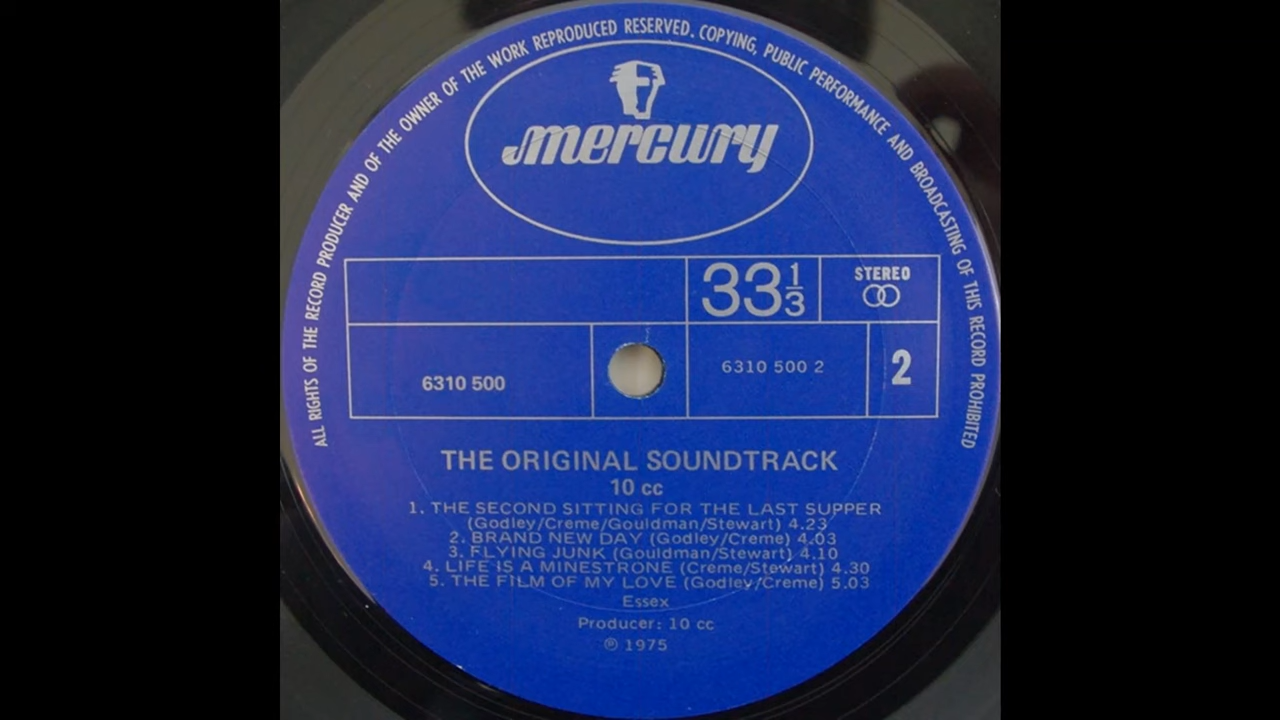 ALL RIGHTS OF THE RECORD PRODUCER AND OF THE OWNER OF THE WORK REPRODUCED RESERVED. COPYING, PUBLIC PERFORMANCE AND BROADCASTING OF THIS RECORD PROHIBITED
mercury
33 1/3
STEREO
6310 500
6310 500 2
2
THE ORIGINAL SOUNDTRACK
10 cc
1. THE SECOND SITTING FOR THE LAST SUPPER
(Godley/Creme/Gouldman/Stewart) 4.23
2. BRAND NEW DAY (Godley/Creme) 4.03
3. FLYING JUNK (Gouldman/Stewart) 4.10
4. LIFE IS A MINESTRONE (Creme/Stewart) 4.30
5. THE FILM OF MY LOVE (Godley/Creme) 5.03
Essex
Producer: 10 cc
℗ 1975